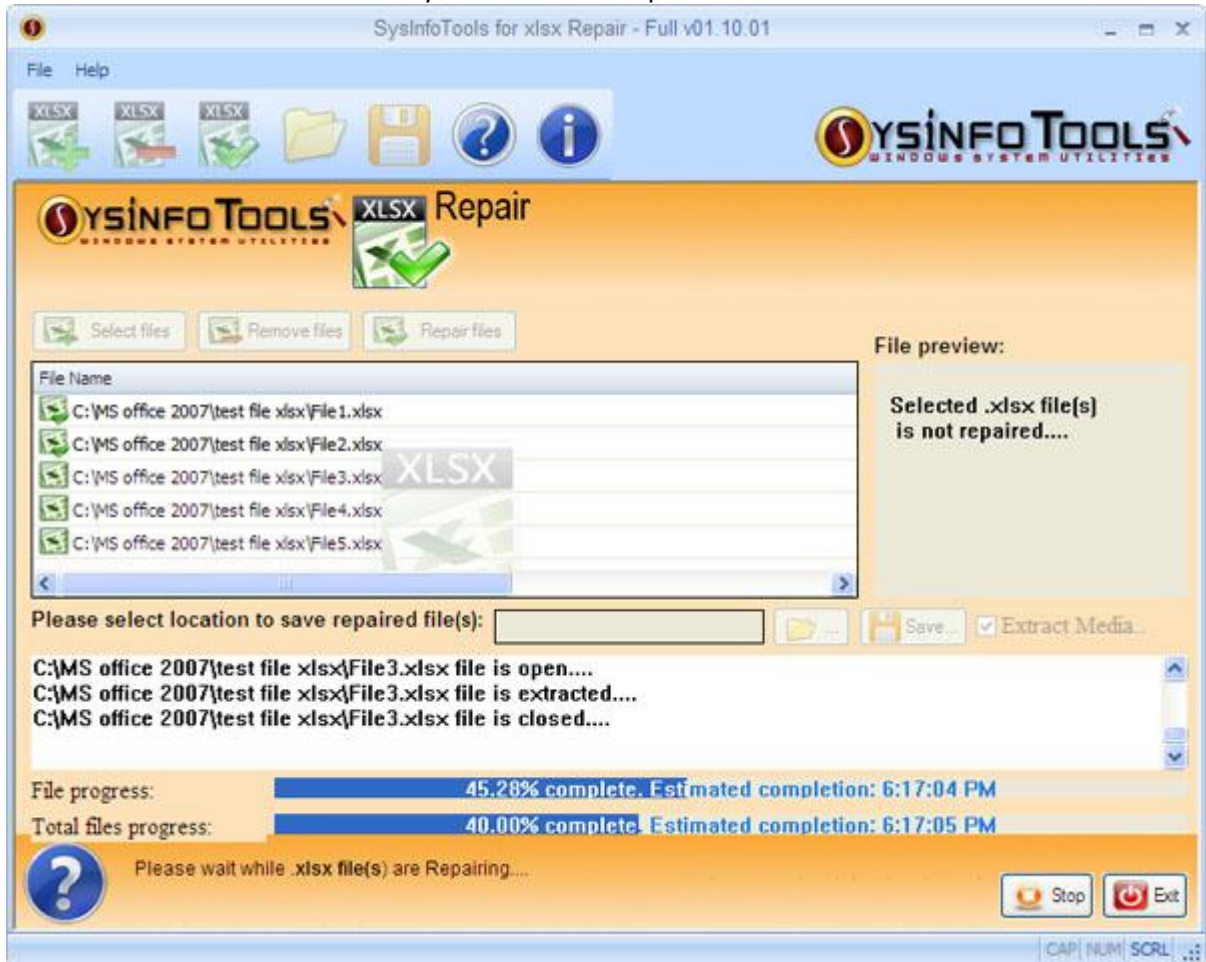 SysInfoTools for xlsx Repair - Full v01.10.01
File Help
XLSX XLSX XLSX
SYSINFOTOOLS
WINDOWS SYSTEM UTILITIES
SYSINFOTOOLS
WINDOWS SYSTEM UTILITIES
XLSX Repair
Select files Remove files Repair files
File preview:
File Name
C:\MS office 2007\test file xlsx\File1.xlsx
C:\MS office 2007\test file xlsx\File2.xlsx
C:\MS office 2007\test file xlsx\File3.xlsx
C:\MS office 2007\test file xlsx\File4.xlsx
C:\MS office 2007\test file xlsx\File5.xlsx
XLSX
Selected .xlsx file(s)
is not repaired....
Please select location to save repaired file(s): ... Save... Extract Media..
C:\MS office 2007\test file xlsx\File3.xlsx file is open....
C:\MS office 2007\test file xlsx\File3.xlsx file is extracted....
C:\MS office 2007\test file xlsx\File3.xlsx file is closed....
File progress: 45.28% complete. Estimated completion: 6:17:04 PM
Total files progress: 40.00% complete. Estimated completion: 6:17:05 PM
Please wait while .xlsx file(s) are Repairing....
Stop Exit
CAP NUM SCRL